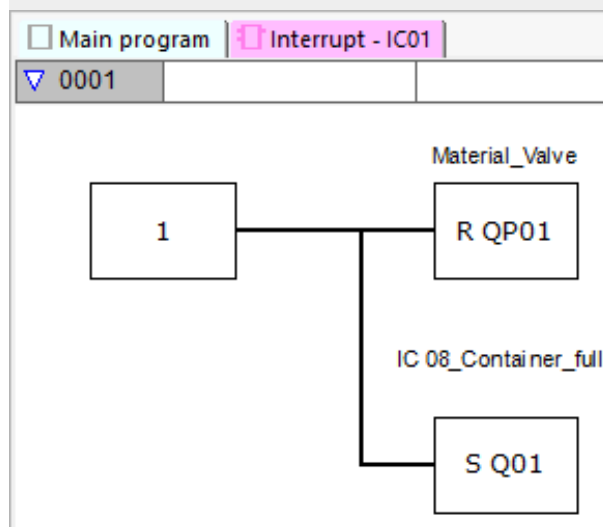 Main program Interrupt - IC01
0001
Material_Valve
1 R QP01
IC 08_Container_full
S Q01